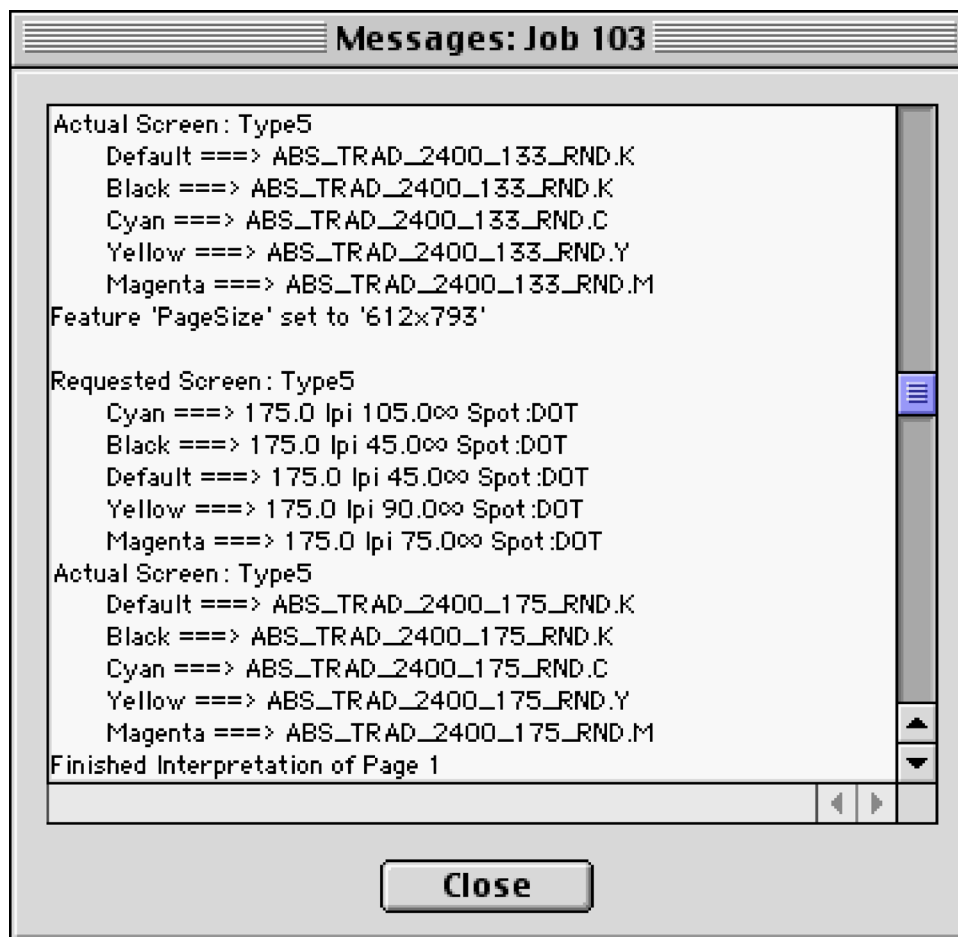 Messages: Job 103
Actual Screen: Type5
Default ===> ABS_TRAD_2400_133_RND.K
Black ===> ABS_TRAD_2400_133_RND.K
Cyan ===> ABS_TRAD_2400_133_RND.C
Yellow ===> ABS_TRAD_2400_133_RND.Y
Magenta ===> ABS_TRAD_2400_133_RND.M
Feature 'PageSize' set to '612x793'
Requested Screen: Type5
Cyan ===> 175.0 lpi 105.0∞ Spot:DOT
Black ===> 175.0 lpi 45.0∞ Spot:DOT
Default ===> 175.0 lpi 45.0∞ Spot:DOT
Yellow ===> 175.0 lpi 90.0∞ Spot:DOT
Magenta ===> 175.0 lpi 75.0∞ Spot:DOT
Actual Screen: Type5
Default ===> ABS_TRAD_2400_175_RND.K
Black ===> ABS_TRAD_2400_175_RND.K
Cyan ===> ABS_TRAD_2400_175_RND.C
Yellow ===> ABS_TRAD_2400_175_RND.Y
Magenta ===> ABS_TRAD_2400_175_RND.M
Finished Interpretation of Page 1
Close